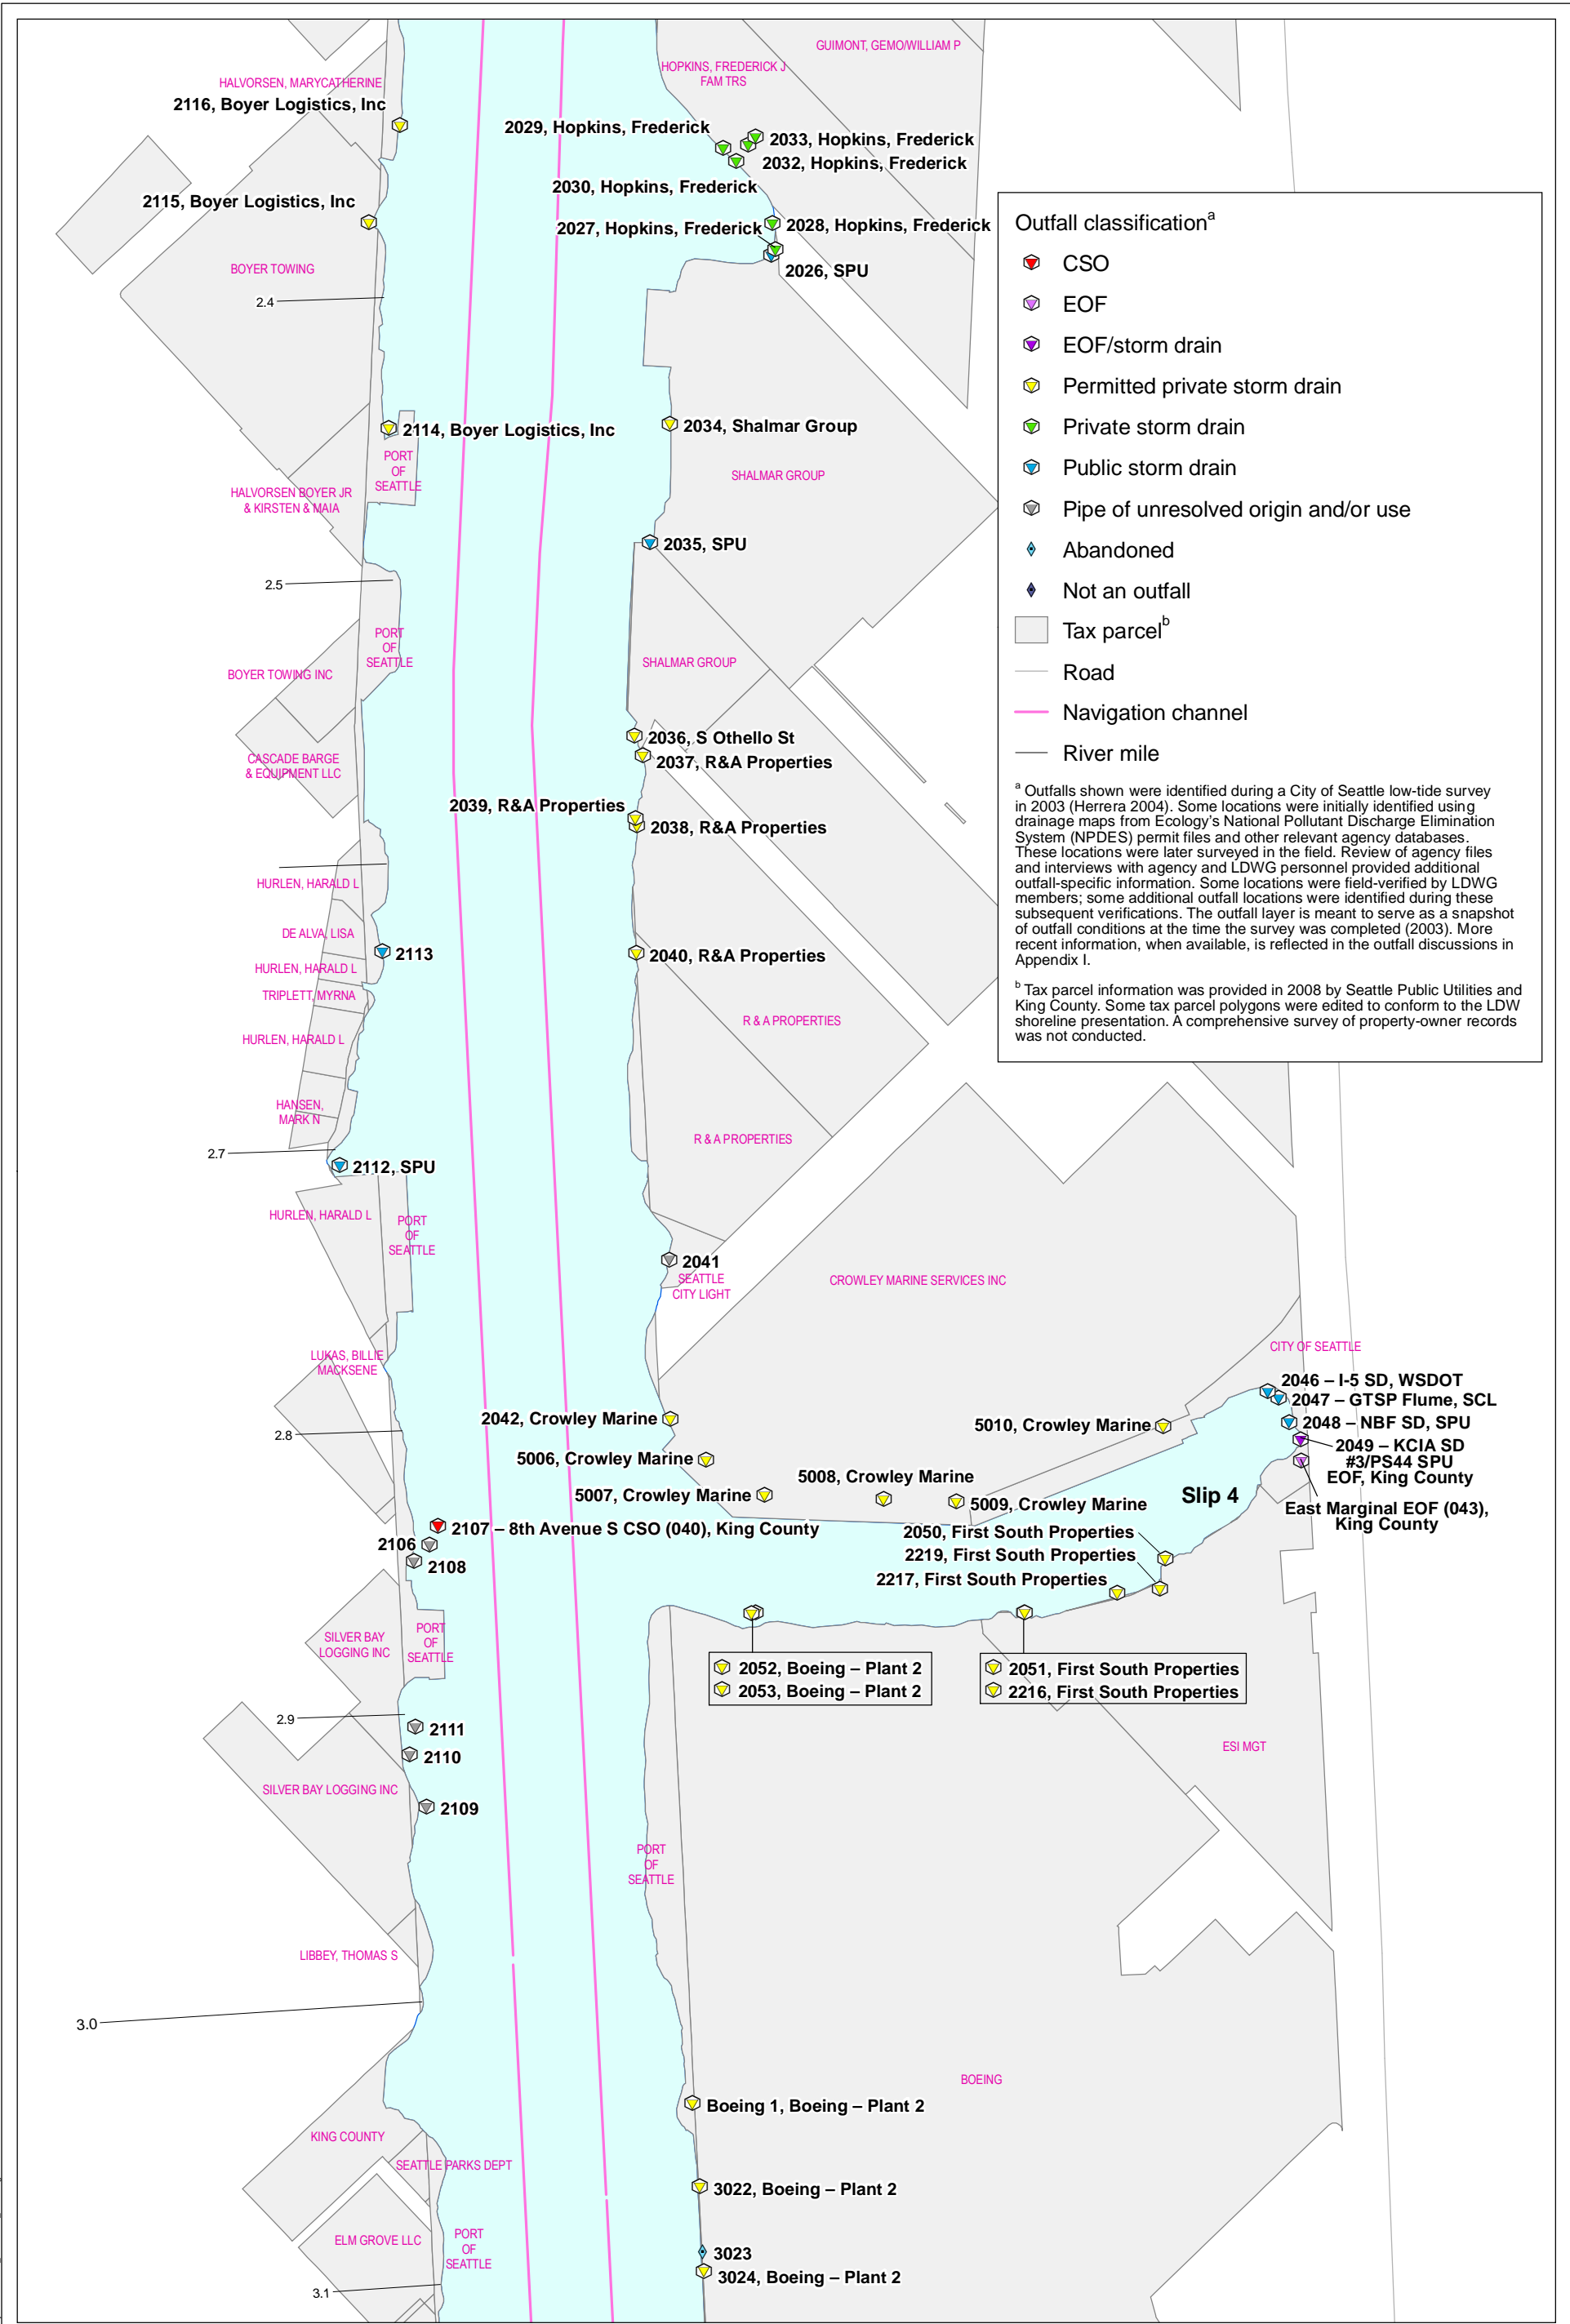 GUIMONT, GEMO/WILLIAM P
HOPKINS, FREDERICK J
FAM TRS
HALVORSEN, MARYCATHERINE
2116, Boyer Logistics, Inc
2029, Hopkins, Frederick
2033, Hopkins, Frederick
2032, Hopkins, Frederick
2030, Hopkins, Frederick
2115, Boyer Logistics, Inc
2028, Hopkins, Frederick
2027, Hopkins, Frederick
2026, SPU
BOYER TOWING
2.4
2114, Boyer Logistics, Inc
2034, Shalmar Group
PORT
OF
SEATTLE
SHALMAR GROUP
HALVORSEN BOYER JR
& KIRSTEN & MAIA
2035, SPU
2.5
PORT
OF
SEATTLE
SHALMAR GROUP
BOYER TOWING INC
2036, S Othello St
2037, R&A Properties
CASCADE BARGE
& EQUIPMENT LLC
2039, R&A Properties
2038, R&A Properties
HURLEN, HARALD L
DE ALVA, LISA
2113
2040, R&A Properties
HURLEN, HARALD L
TRIPLETT, MYRNA
R & A PROPERTIES
HURLEN, HARALD L
HANSEN,
MARK N
R & A PROPERTIES
2.7
2112, SPU
HURLEN, HARALD L
PORT
OF
SEATTLE
2041
SEATTLE
CITY LIGHT
CROWLEY MARINE SERVICES INC
CITY OF SEATTLE
LUKAS, BILLIE
MACKSENE
2046 – I-5 SD, WSDOT
2047 – GTSP Flume, SCL
2042, Crowley Marine
5010, Crowley Marine
2048 – NBF SD, SPU
2.8
2049 – KCIA SD
#3/PS44 SPU
EOF, King County
5006, Crowley Marine
5008, Crowley Marine
5007, Crowley Marine
5009, Crowley Marine
Slip 4
East Marginal EOF (043),
King County
2107 – 8th Avenue S CSO (040), King County
2050, First South Properties
2106
2219, First South Properties
2108
2217, First South Properties
SILVER BAY
LOGGING INC
PORT
OF
SEATTLE
2052, Boeing – Plant 2
2053, Boeing – Plant 2
2051, First South Properties
2216, First South Properties
2.9
2111
2110
ESI MGT
SILVER BAY LOGGING INC
2109
PORT
OF
SEATTLE
LIBBEY, THOMAS S
3.0
BOEING
Boeing 1, Boeing – Plant 2
KING COUNTY
SEATTLE PARKS DEPT
3022, Boeing – Plant 2
ELM GROVE LLC
PORT
OF
SEATTLE
3023
3024, Boeing – Plant 2
3.1
Outfall classification^a
CSO
EOF
EOF/storm drain
Permitted private storm drain
Private storm drain
Public storm drain
Pipe of unresolved origin and/or use
Abandoned
Not an outfall
Tax parcel^b
Road
Navigation channel
River mile
^a Outfalls shown were identified during a City of Seattle low-tide survey
in 2003 (Herrera 2004). Some locations were initially identified using
drainage maps from Ecology's National Pollutant Discharge Elimination
System (NPDES) permit files and other relevant agency databases.
These locations were later surveyed in the field. Review of agency files
and interviews with agency and LDWG personnel provided additional
outfall-specific information. Some locations were field-verified by LDWG
members; some additional outfall locations were identified during these
subsequent verifications. The outfall layer is meant to serve as a snapshot
of outfall conditions at the time the survey was completed (2003). More
recent information, when available, is reflected in the outfall discussions in
Appendix I.
^b Tax parcel information was provided in 2008 by Seattle Public Utilities and
King County. Some tax parcel polygons were edited to conform to the LDW
shoreline presentation. A comprehensive survey of property-owner records
was not conducted.